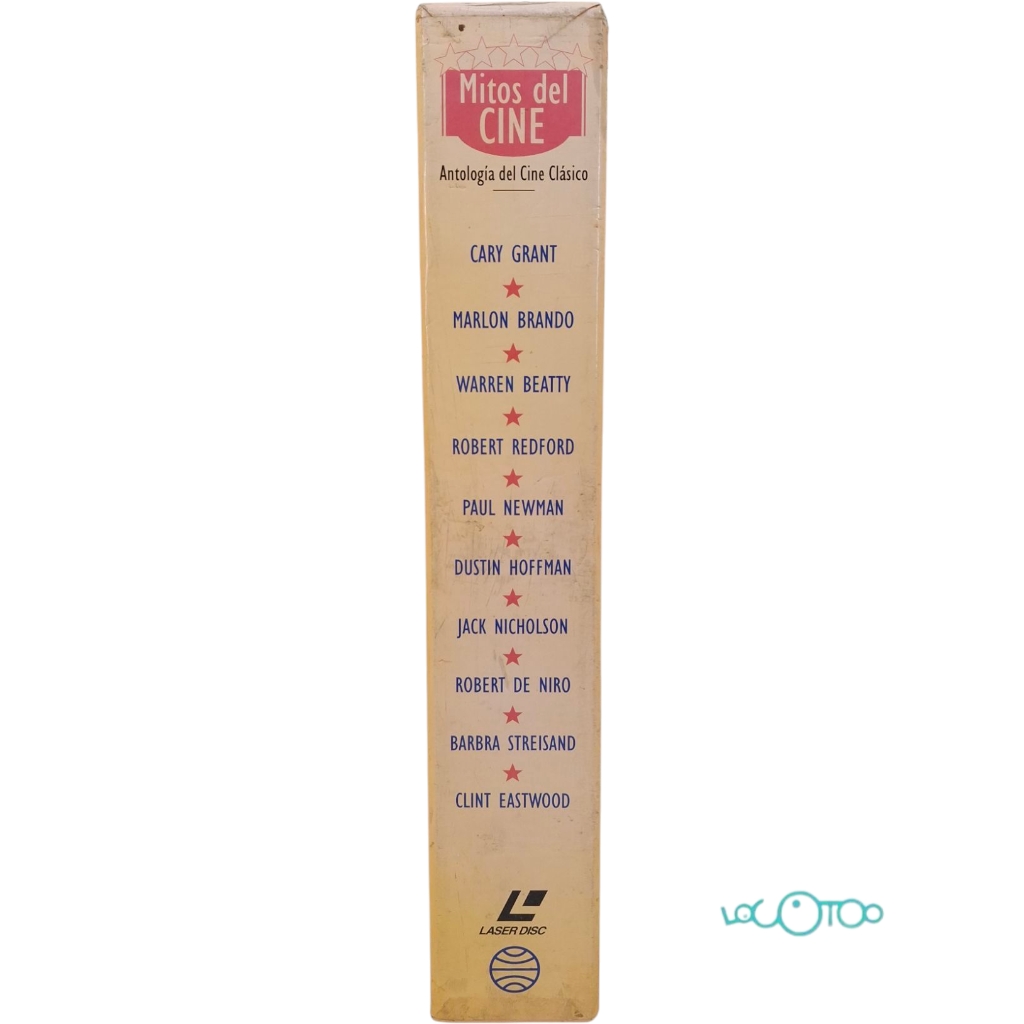 Mitos del
CINE
Antología del Cine Clásico
CARY GRANT
MARLON BRANDO
WARREN BEATTY
ROBERT REDFORD
PAUL NEWMAN
DUSTIN HOFFMAN
JACK NICHOLSON
ROBERT DE NIRO
BARBRA STREISAND
CLINT EASTWOOD
LASER DISC
LOCOTOO